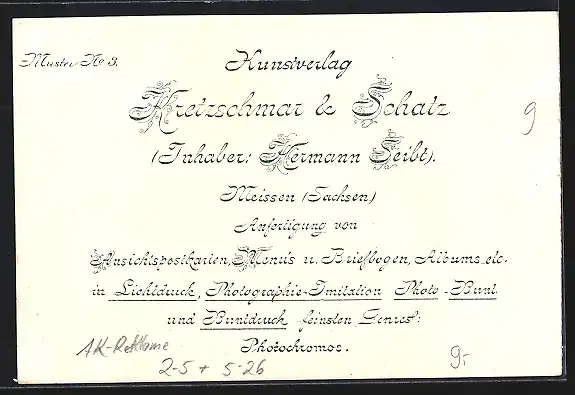 Muster No 3.
Kunstverlag
Kretzschmar & Schatz
(Inhaber: Hermann Seibt).
Meissen (Sachsen)
Anfertigung von
Ansichtspostkarten, Menu's u. Briefbogen, Albums etc.
in Lichtdruck, Photographie-Imitation Photo-Bunt
und Buntdruck feinsten Genres:
Photochromos.
9
AK-Reklame
2-5 + 5-26
9,-